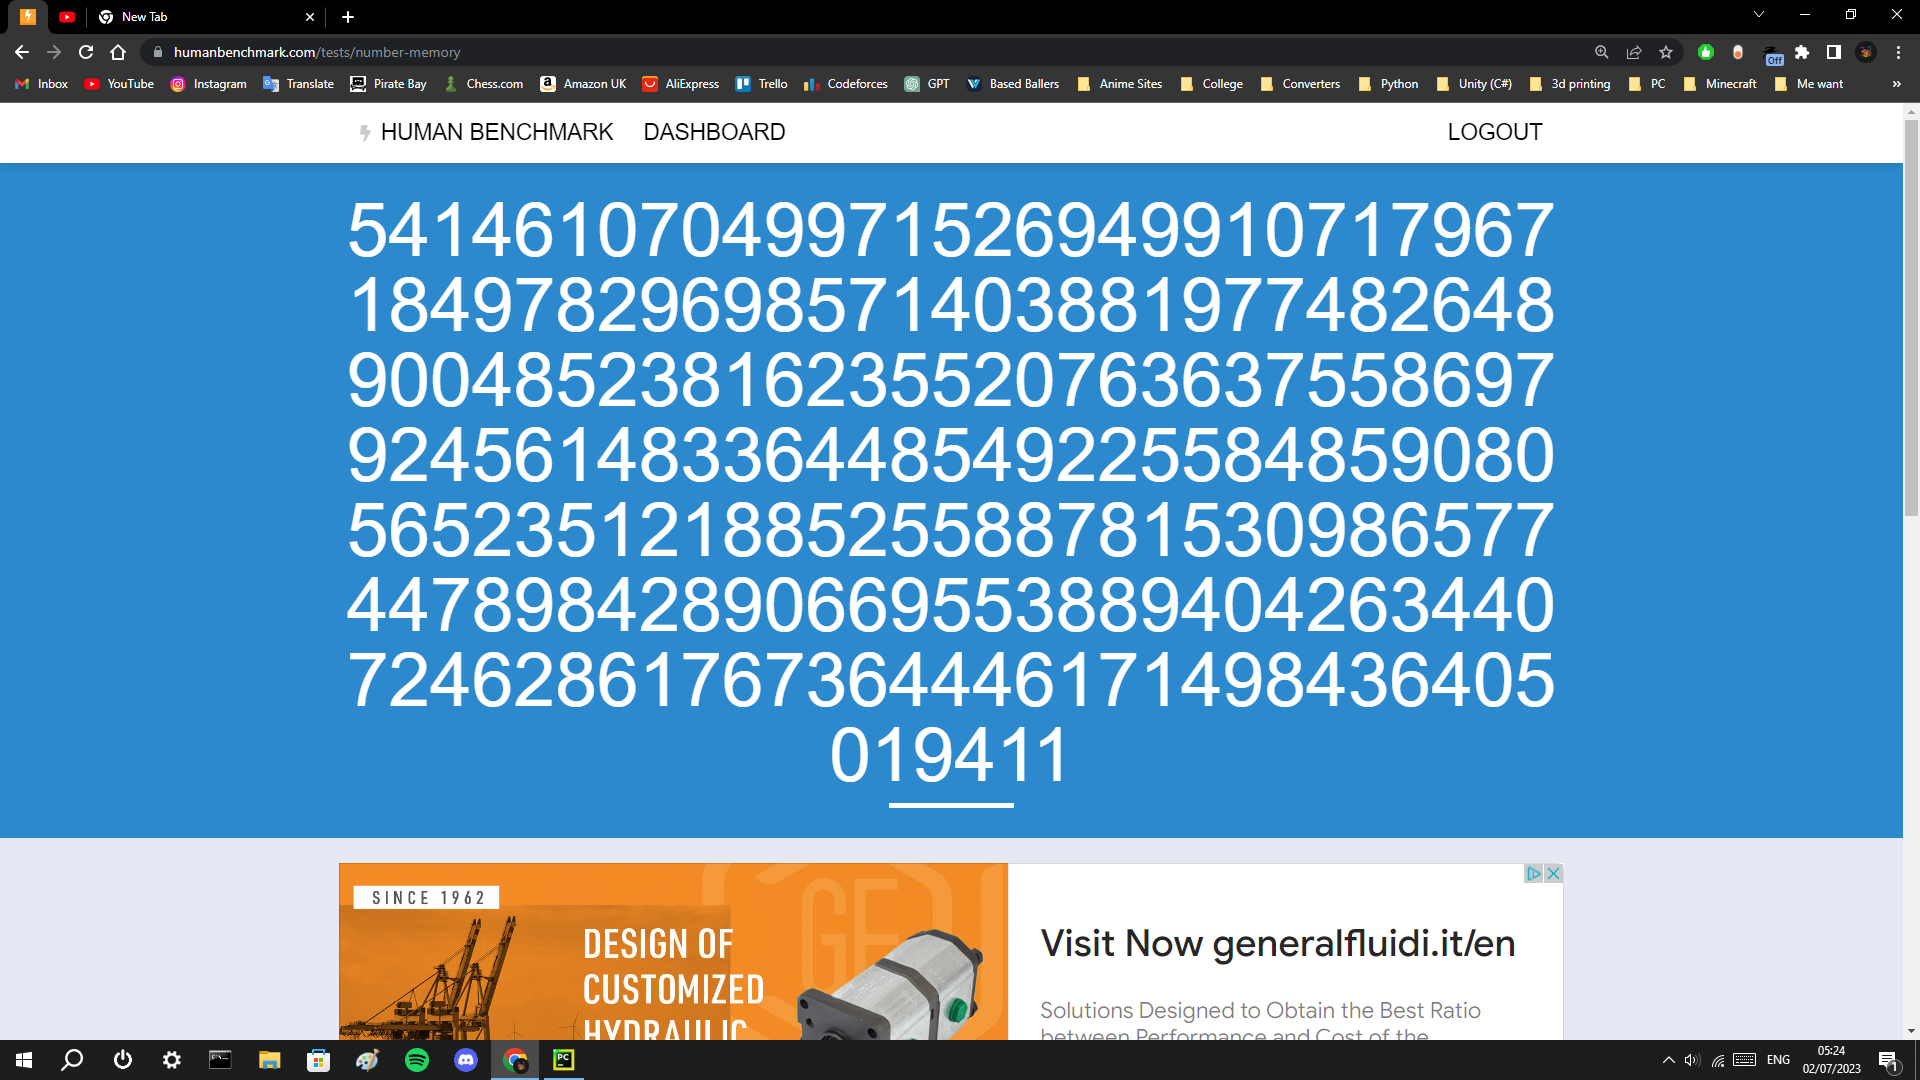 New Tab
humanbenchmark.com/tests/number-memory
Off
Inbox YouTube Instagram Translate Pirate Bay Chess.com Amazon UK AliExpress Trello Codeforces GPT Based Ballers Anime Sites College Converters Python Unity (C#) 3d printing PC Minecraft Me want »
HUMAN BENCHMARK DASHBOARD LOGOUT
54146107049971526949910717967
18497829698571403881977482648
90048523816235520763637558697
92456148336448549225584859080
56523512188525588781530986577
44789842890669553889404263440
72462861767364446171498436405
019411
SINCE 1962
GF
DESIGN OF
CUSTOMIZED
HYDRAULIC
Visit Now generalfluidi.it/en
Solutions Designed to Obtain the Best Ratio
between Performance and Cost of the
PC
ENG
05:24
02/07/2023
1